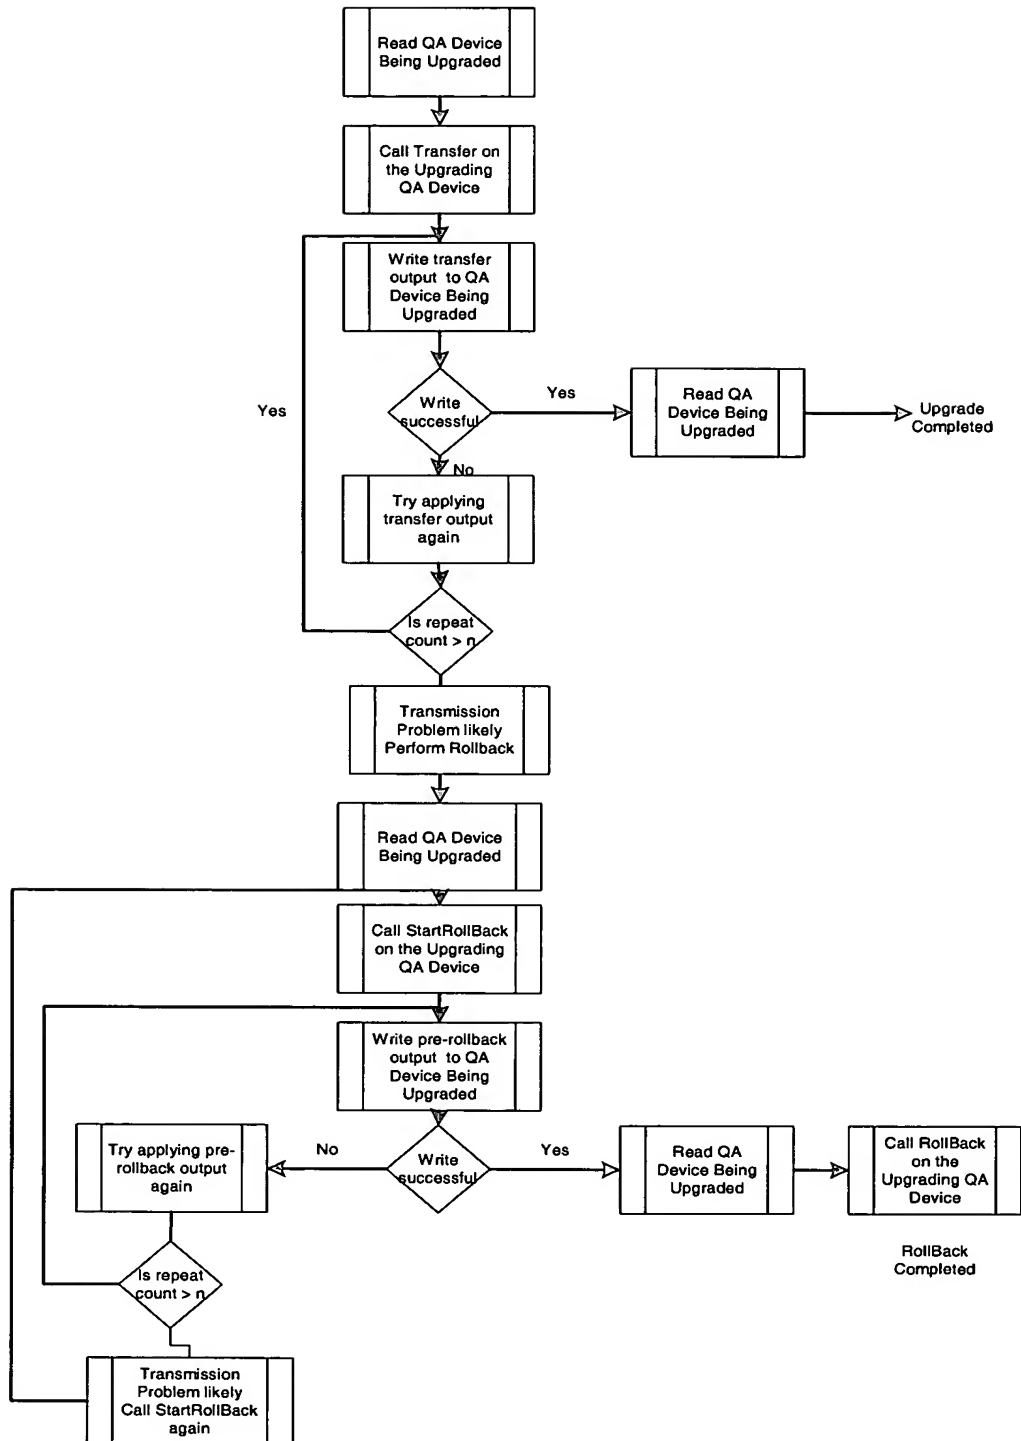 Read QA Device
Being Upgraded
Call Transfer on
the Upgrading
QA Device
Write transfer
output to QA
Device Being
Upgraded
Yes
Write
successful
Yes
Read QA
Device Being
Upgraded
Upgrade
Completed
No
Try applying
transfer output
again
Is repeat
count > n
Transmission
Problem likely
Perform Rollback
Read QA Device
Being Upgraded
Call StartRollBack
on the Upgrading
QA Device
Write pre-rollback
output to QA
Device Being
Upgraded
Try applying pre-
rollback output
again
No
Write
successful
Yes
Read QA
Device Being
Upgraded
Call RollBack
on the
Upgrading QA
Device
RollBack
Completed
Is repeat
count > n
Transmission
Problem likely
Call StartRollBack
again